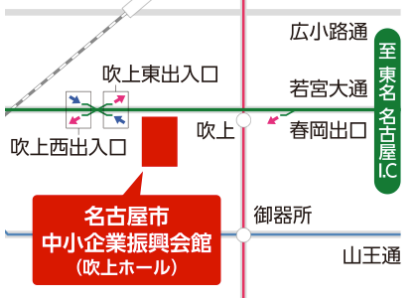 広小路通
吹上東出入口
若宮大通
至 東名 名古屋I.C
吹上
春岡出口
吹上西出入口
名古屋市
中小企業振興会館
(吹上ホール)
御器所
山王通